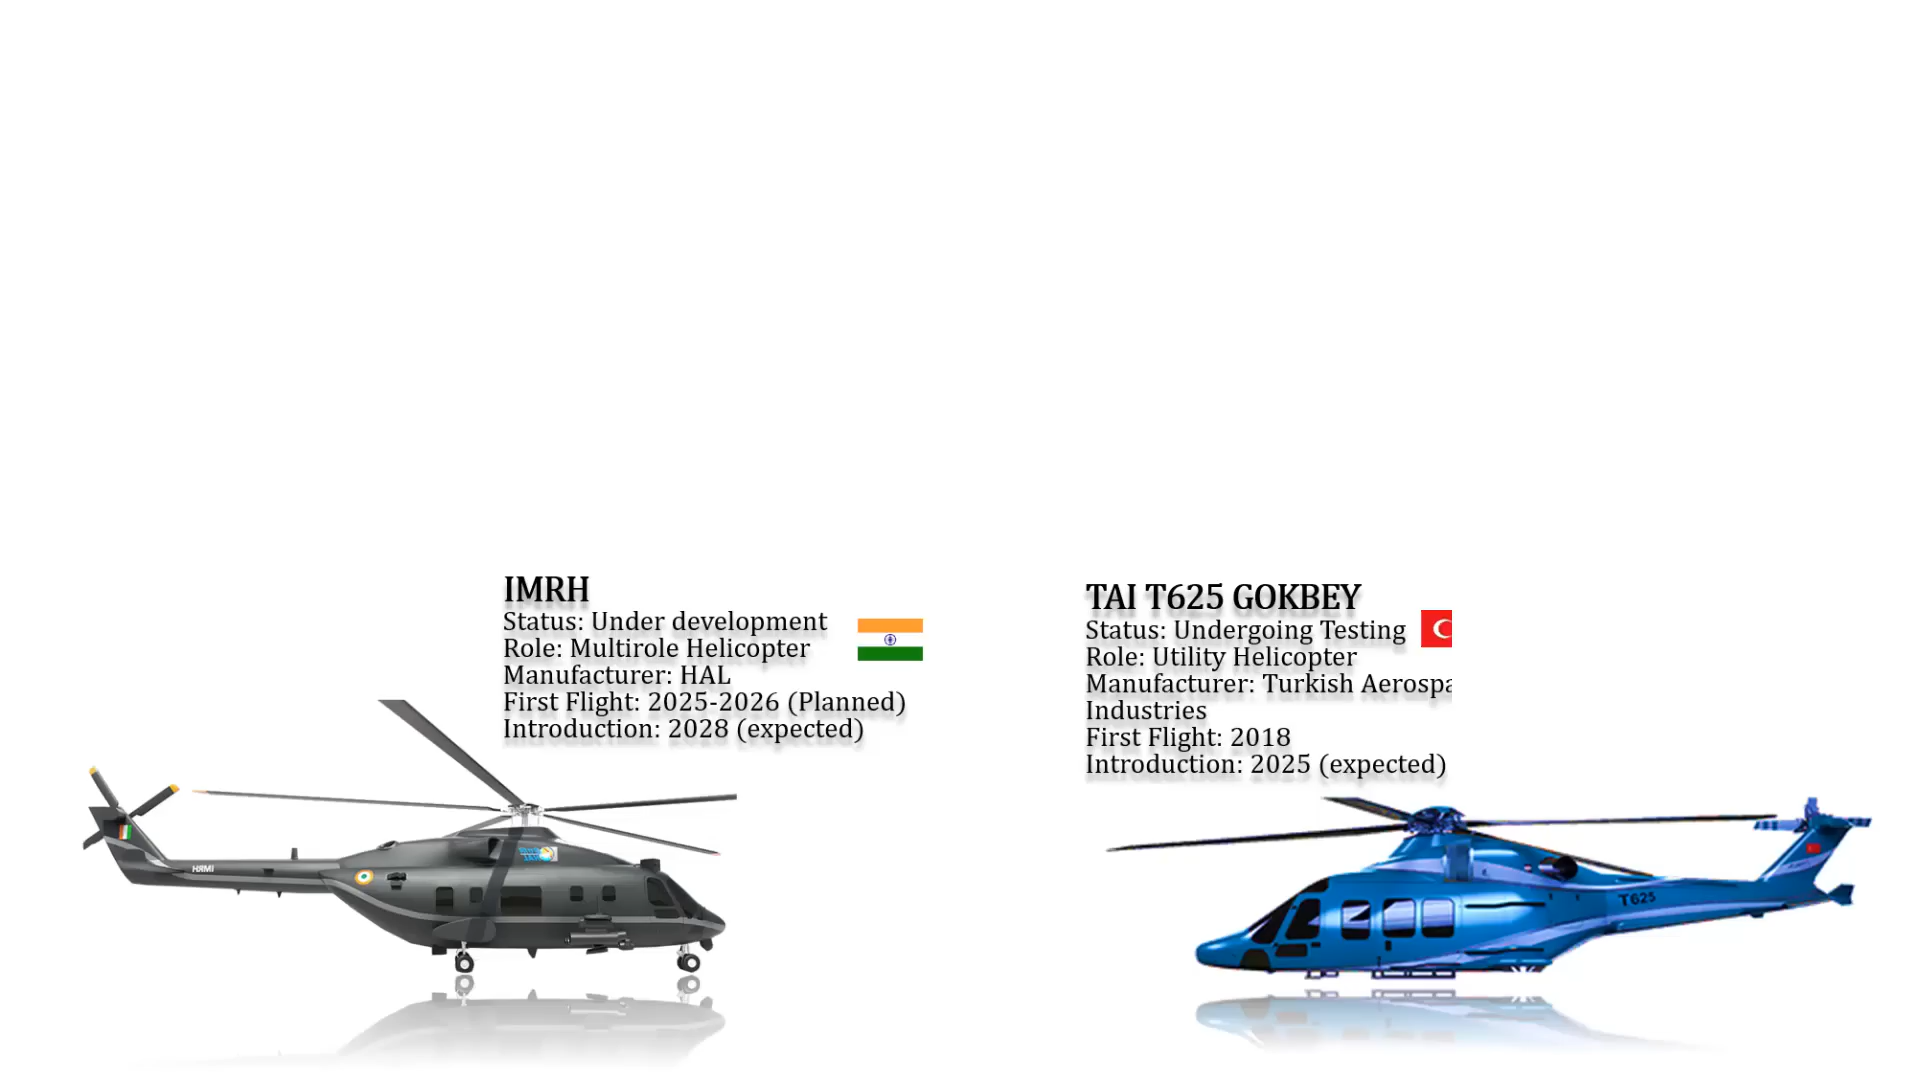 IMRH
Status: Under development
Role: Multirole Helicopter
Manufacturer: HAL
First Flight: 2025-2026 (Planned)
Introduction: 2028 (expected)
TAI T625 GOKBEY
Status: Undergoing Testing
Role: Utility Helicopter
Manufacturer: Turkish Aerospa
Industries
First Flight: 2018
Introduction: 2025 (expected)
IMRH
T625